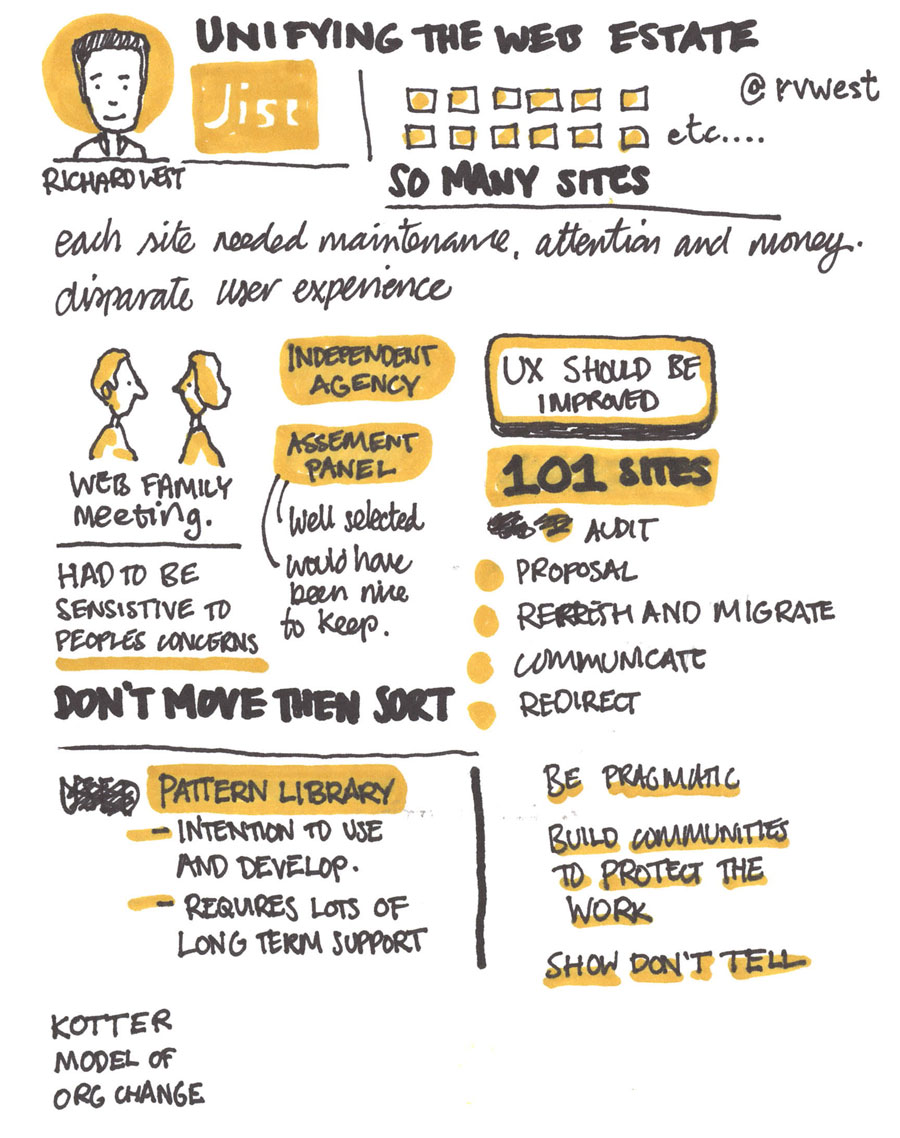 UNIFYING THE WEB ESTATE
Jisc
@rvwest
etc....
RICHARD WEST
SO MANY SITES
each site needed maintenance, attention and money.
disparate user experience
INDEPENDENT
AGENCY
UX SHOULD BE
IMPROVED
ASSEMENT
PANEL
101 SITES
WEB FAMILY
Meeting.
Well selected
would have
been nice
to keep.
AUDIT
PROPOSAL
REFRESH AND MIGRATE
COMMUNICATE
REDIRECT
HAD TO BE
SENSISTIVE TO
PEOPLE'S CONCERNS
DON'T MOVE THEN SORT
PATTERN LIBRARY
- INTENTION TO USE
AND DEVELOP.
- REQUIRES LOTS OF
LONG TERM SUPPORT
BE PRAGMATIC
BUILD COMMUNITIES
TO PROTECT THE
WORK
SHOW DON'T TELL
KOTTER
MODEL OF
ORG CHANGE